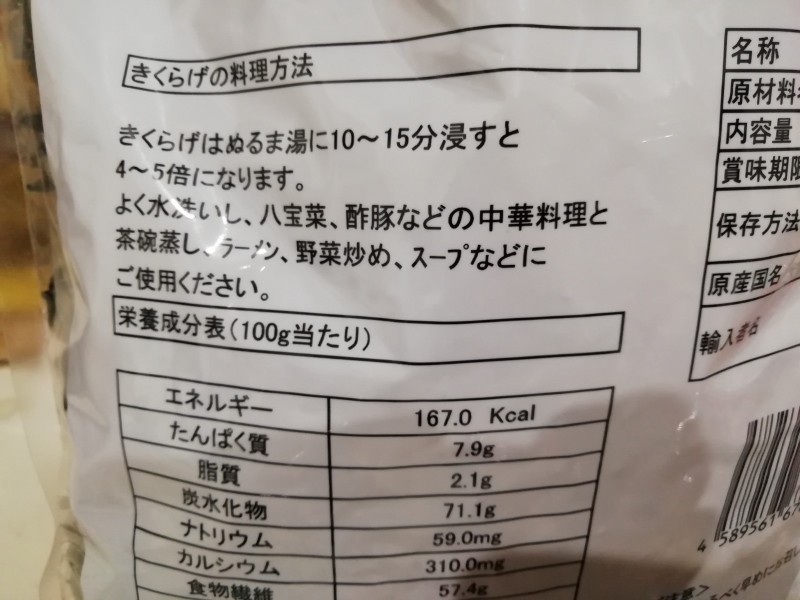 きくらげの料理方法
きくらげはぬるま湯に10～15分浸すと
4～5倍になります。
よく水洗いし、八宝菜、酢豚などの中華料理と
茶碗蒸し、ラーメン、野菜炒め、スープなどに
ご使用ください。
栄養成分表(100g当たり)
エネルギー 167.0 Kcal
たんぱく質 7.9g
脂質 2.1g
炭水化物 71.1g
ナトリウム 59.0mg
カルシウム 310.0mg
食物繊維 57.4g
名称
原材料
内容量
賞味期限
保存方法
原産国名
輸入者名
4 589561 67